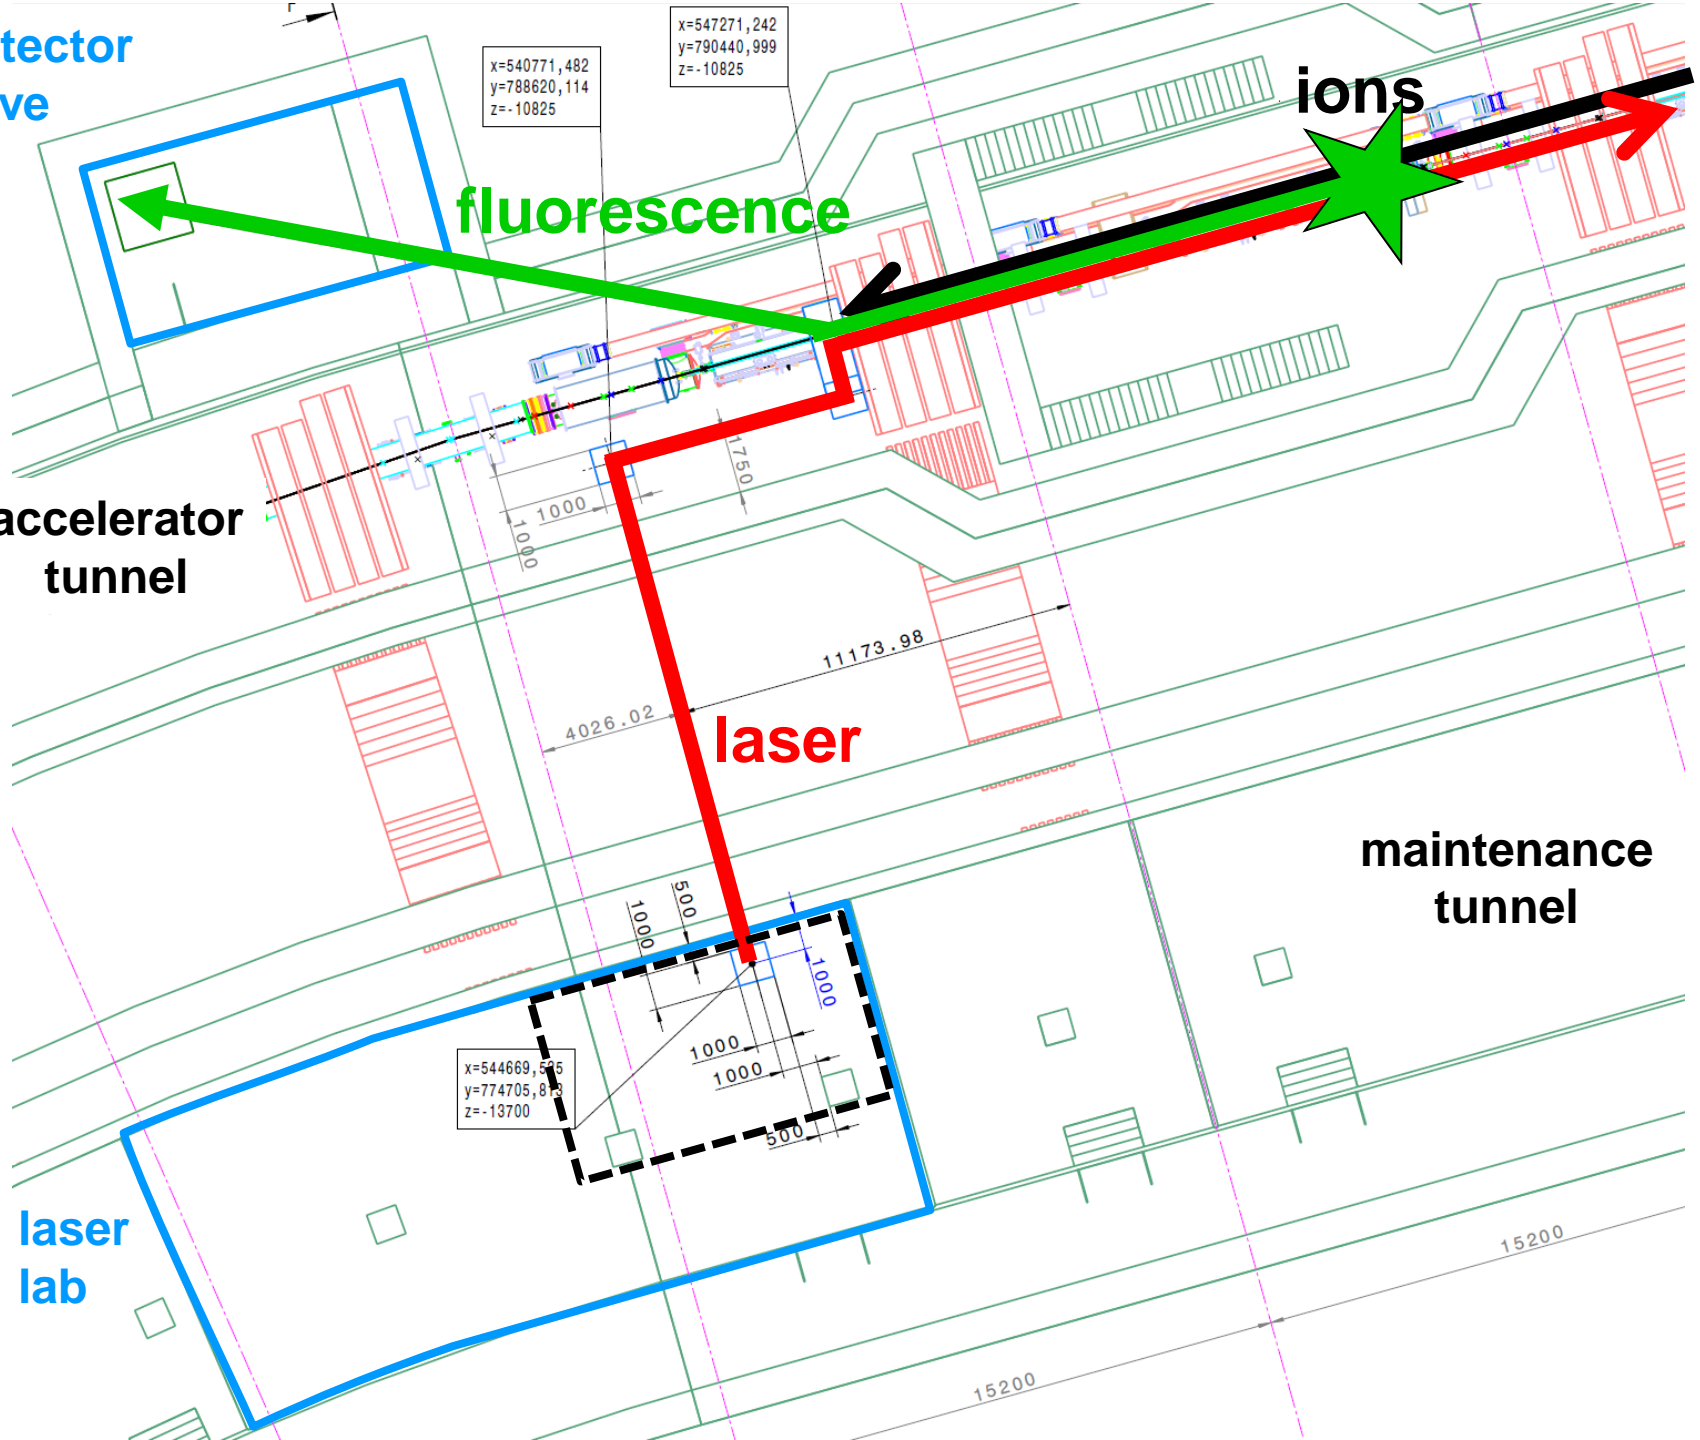 tector
ve
F
x=540771,482
y=788620,114
z=-10825
x=547271,242
y=790440,999
z=-10825
ions
fluorescence
1750
1000
1000
accelerator
tunnel
11173.98
4026.02
laser
maintenance
tunnel
500
1000
1000
1000
1000
500
x=544669,535
y=774705,813
z=-13700
laser
lab
15200
15200